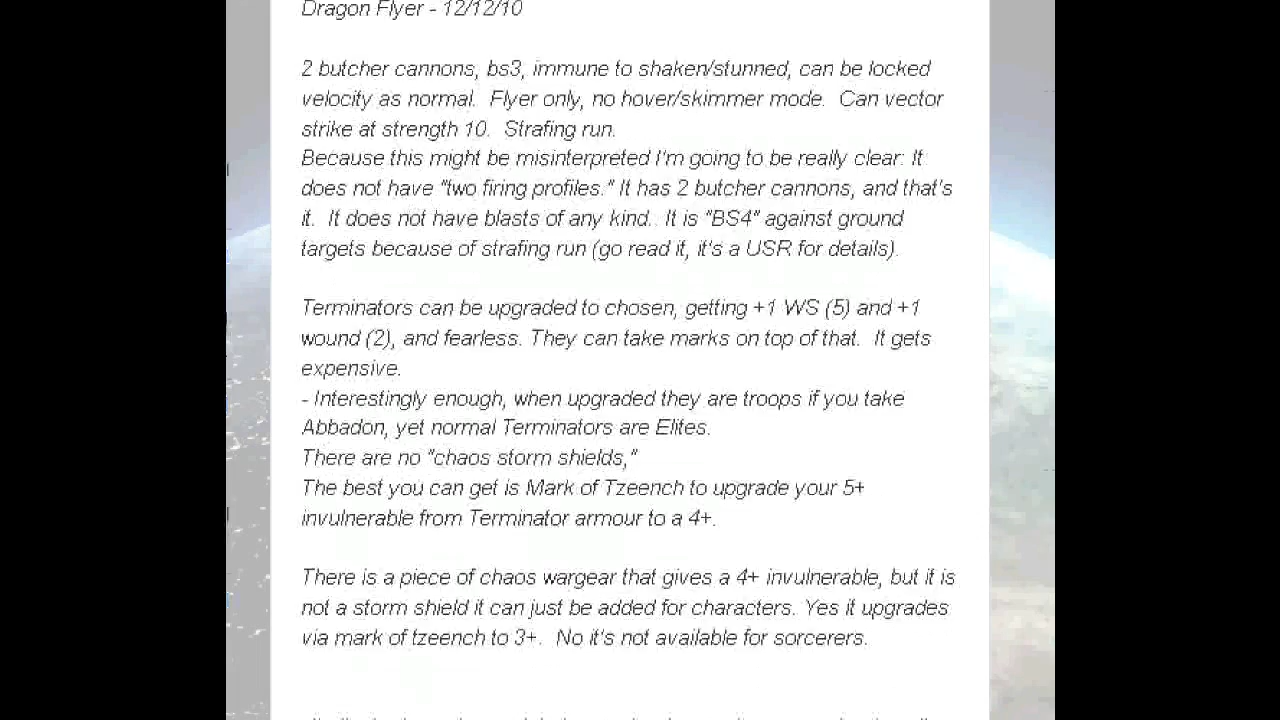 Dragon Flyer - 12/12/10
2 butcher cannons, bs3, immune to shaken/stunned, can be locked
velocity as normal.  Flyer only, no hover/skimmer mode.  Can vector
strike at strength 10.  Strafing run.
Because this might be misinterpreted I'm going to be really clear: It
does not have "two firing profiles." It has 2 butcher cannons, and that's
it.  It does not have blasts of any kind.  It is "BS4" against ground
targets because of strafing run (go read it, it's a USR for details).
Terminators can be upgraded to chosen, getting +1 WS (5) and +1
wound (2), and fearless. They can take marks on top of that.  It gets
expensive.
- Interestingly enough, when upgraded they are troops if you take
Abbadon, yet normal Terminators are Elites.
There are no "chaos storm shields,"
The best you can get is Mark of Tzeench to upgrade your 5+
invulnerable from Terminator armour to a 4+.
There is a piece of chaos wargear that gives a 4+ invulnerable, but it is
not a storm shield it can just be added for characters. Yes it upgrades
via mark of tzeench to 3+.  No it's not available for sorcerers.